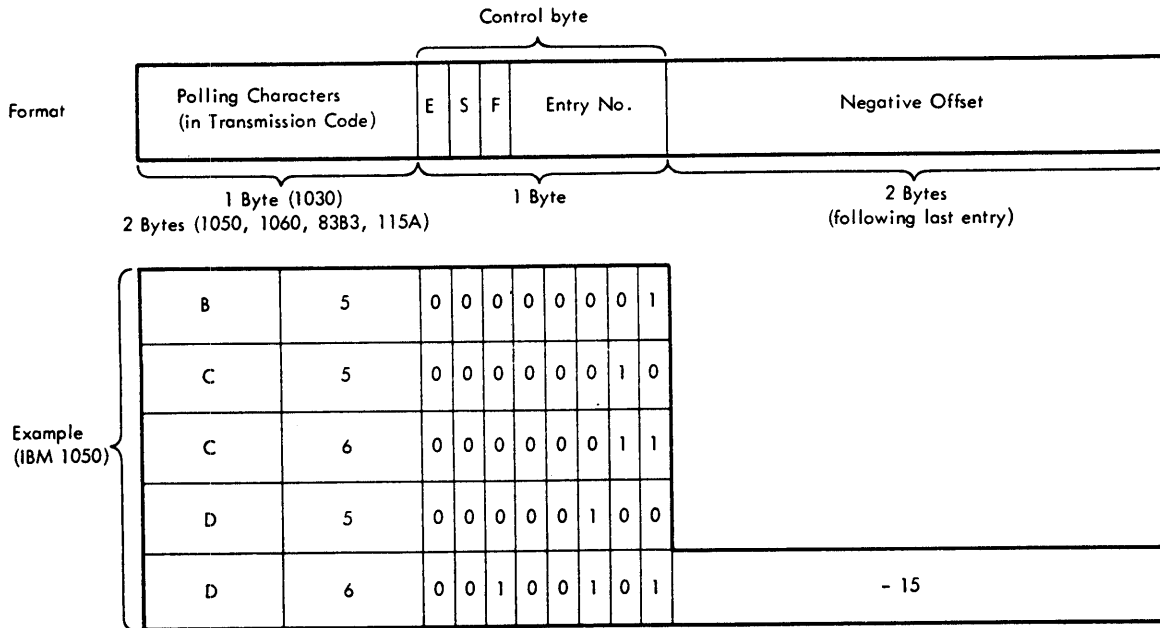 Control byte
Format
Polling Characters
(in Transmission Code)
E S F Entry No. Negative Offset
1 Byte (1030)
2 Bytes (1050, 1060, 83B3, 115A)
1 Byte
2 Bytes
(following last entry)
Example
(IBM 1050)
B 5 0 0 0 0 0 0 0 1
C 5 0 0 0 0 0 0 1 0
C 6 0 0 0 0 0 0 1 1
D 5 0 0 0 0 0 1 0 0
D 6 0 0 1 0 0 1 0 1 - 15